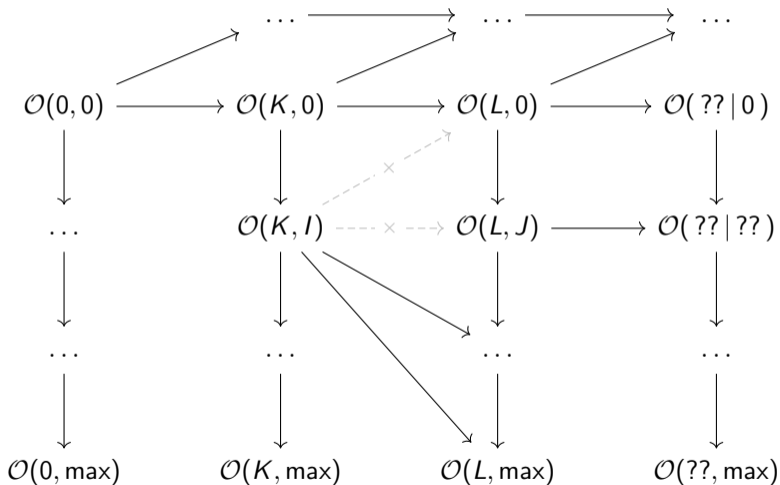 ... ... ...
𝒪(0, 0) 𝒪(K, 0) 𝒪(L, 0) 𝒪( ?? | 0 )
× 
... 𝒪(K, I) × 𝒪(L, J) 𝒪( ?? | ??)
... ... ... ...
𝒪(0, max) 𝒪(K, max) 𝒪(L, max) 𝒪(??, max)